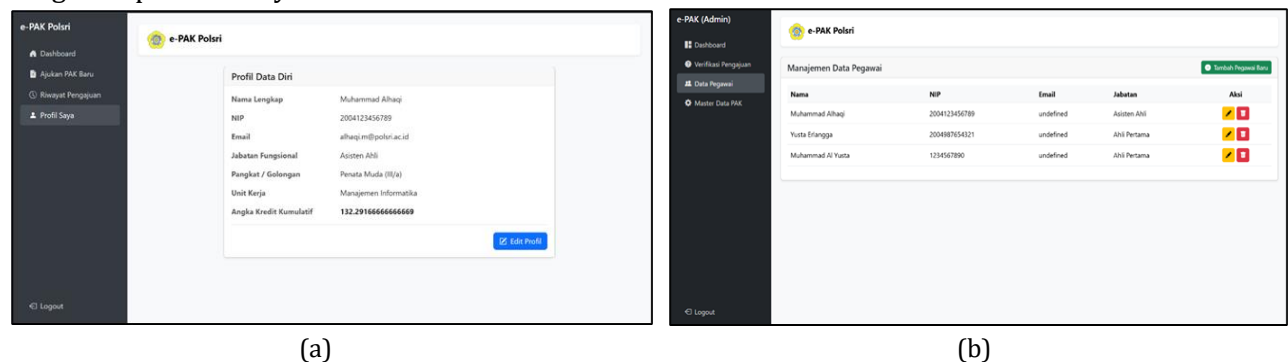 e-PAK Polsri
Dashboard
Ajukan PAK Baru
Riwayat Pengajuan
Profil Saya
Logout
e-PAK Polsri
Profil Data Diri
Nama Lengkap Muhammad Alhaqi
NIP 2004123456789
Email alhaqi.m@polsri.ac.id
Jabatan Fungsional Asisten Ahli
Pangkat / Golongan Penata Muda (III/a)
Unit Kerja Manajemen Informatika
Angka Kredit Kumulatif 132.29166666666669
Edit Profil
(a)
e-PAK (Admin)
Dashboard
Verifikasi Pengajuan
Data Pegawai
Master Data PAK
Logout
e-PAK Polsri
Manajemen Data Pegawai Tambah Pegawai Baru
Nama NIP Email Jabatan Aksi
Muhammad Alhaqi 2004123456789 undefined Asisten Ahli
Yusta Erlangga 2004987654321 undefined Ahli Pertama
Muhammad Al Yusta 1234567890 undefined Ahli Pertama
(b)